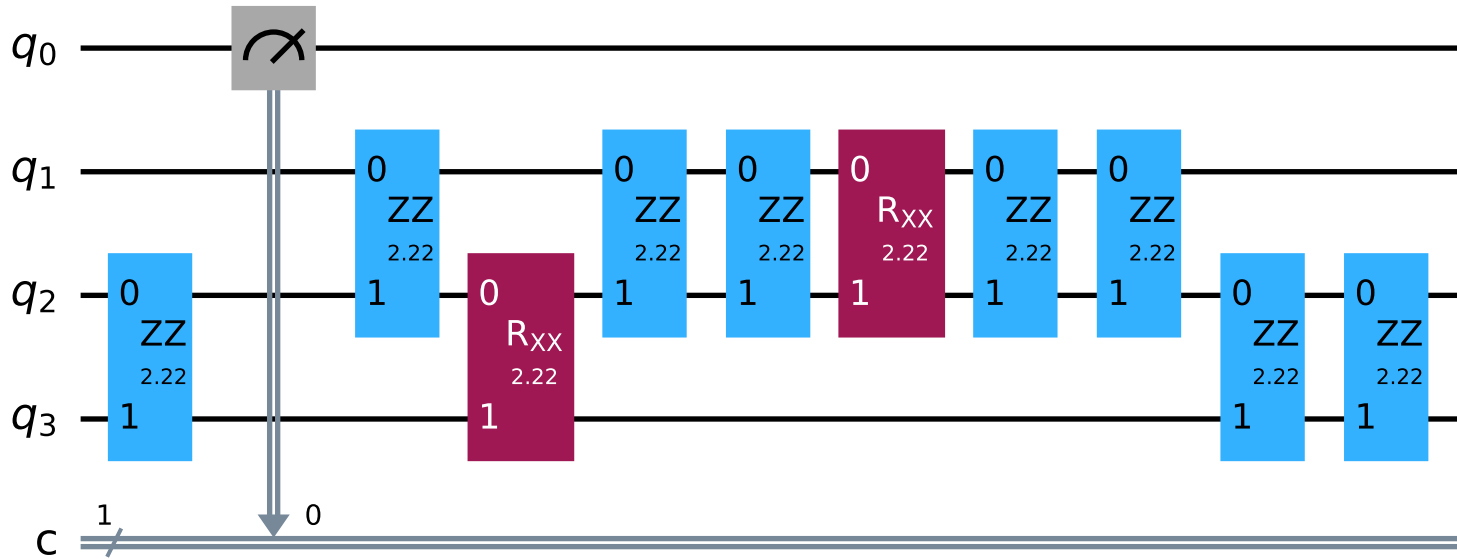 q0
q1 0 0 0 0 0 0
ZZ ZZ ZZ RXX ZZ ZZ
2.22 2.22 2.22 2.22 2.22 2.22
q2 0 1 0 1 1 1 1 1 0 0
ZZ RXX ZZ ZZ
2.22 2.22 2.22 2.22
q3 1 1 1 1
1 0
c